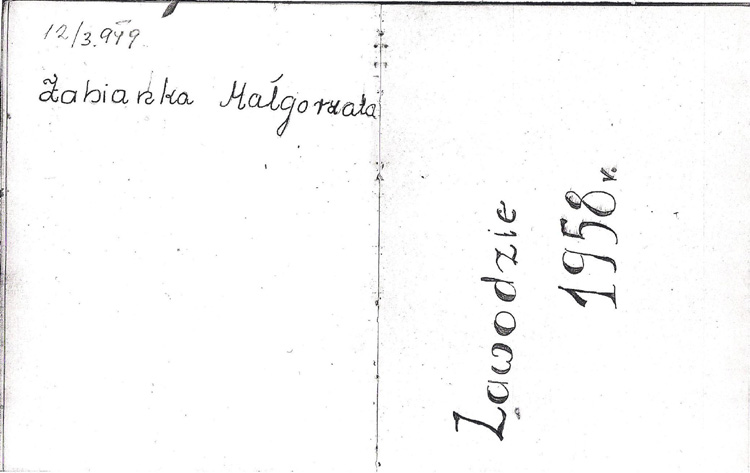 12/3.979
Żabianka Małgorzata
Zawodzie
1958 r.